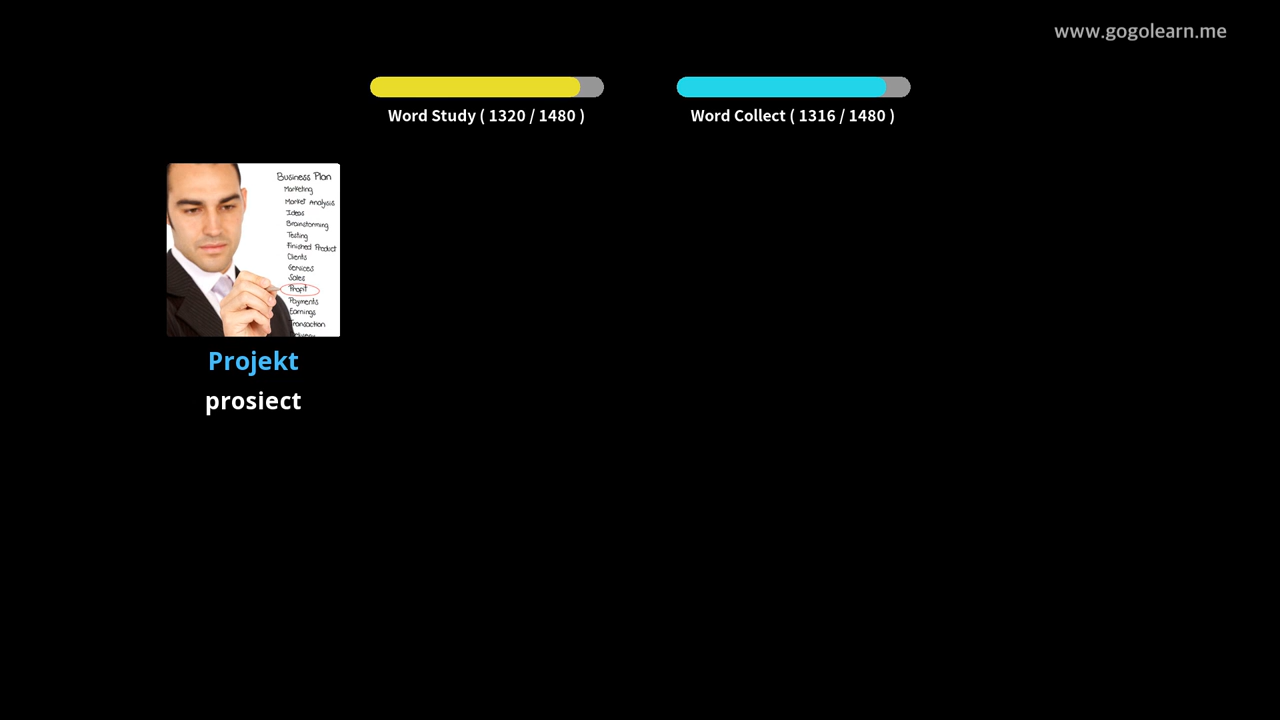 www.gogolearn.me
Word Study ( 1320 / 1480 )
Word Collect ( 1316 / 1480 )
Business Plan
Marketing
Market Analysis
Ideas
Brainstorming
Testing
Finished Product
Clients
Services
Sales
Profit
Payments
Earnings
Transaction
Delivery
Projekt
prosiect